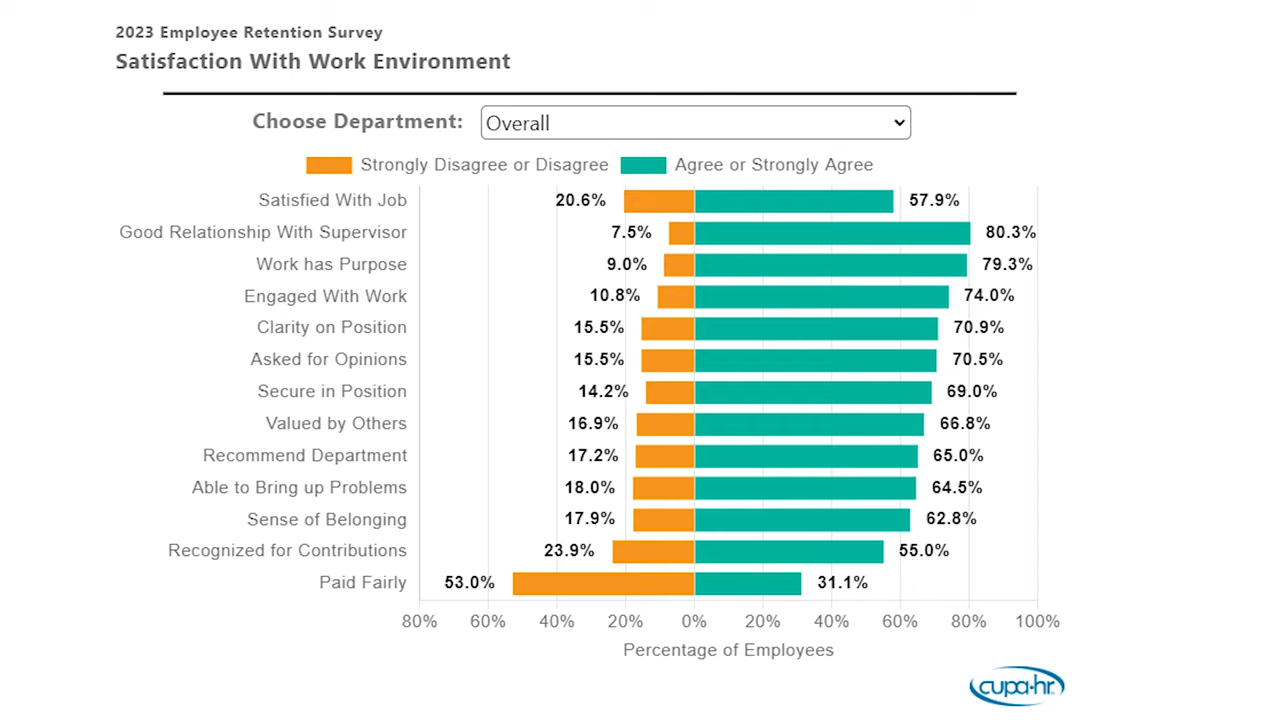 2023 Employee Retention Survey
Satisfaction With Work Environment
Choose Department: Overall
Strongly Disagree or Disagree Agree or Strongly Agree
Satisfied With Job 20.6% 57.9%
Good Relationship With Supervisor 7.5% 80.3%
Work has Purpose 9.0% 79.3%
Engaged With Work 10.8% 74.0%
Clarity on Position 15.5% 70.9%
Asked for Opinions 15.5% 70.5%
Secure in Position 14.2% 69.0%
Valued by Others 16.9% 66.8%
Recommend Department 17.2% 65.0%
Able to Bring up Problems 18.0% 64.5%
Sense of Belonging 17.9% 62.8%
Recognized for Contributions 23.9% 55.0%
Paid Fairly 53.0% 31.1%
80% 60% 40% 20% 0% 20% 40% 60% 80% 100%
Percentage of Employees
cupa-hr